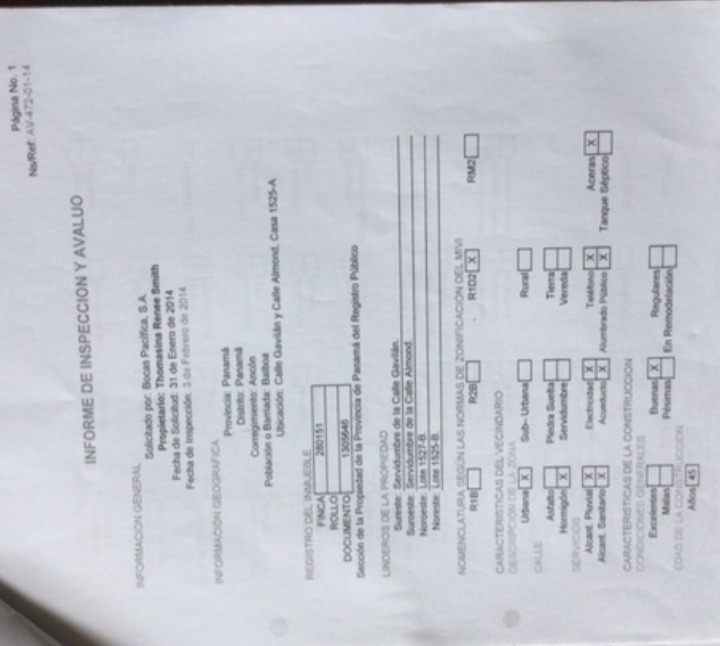 Página No. 1
Ns/Ref: AV-472-01-14
INFORME DE INSPECCION Y AVALUO
INFORMACION GENERAL
Solicitado por: Bocas Pacífica, S.A.
Propietario: Thomasina Renee Smith
Fecha de Solicitud: 31 de Enero de 2014
Fecha de Inspección: 3 de Febrero de 2014
INFORMACION GEOGRAFICA
Provincia: Panamá
Distrito: Panamá
Corregimiento: Ancón
Población o Barriada: Balboa
Ubicación: Calle Gavilán y Calle Almond, Casa 1525-A
REGISTRO DEL INMUEBLE
FINCA 280151
ROLLO
DOCUMENTO 1305646
Sección de la Propiedad de la Provincia de Panamá del Registro Público
LINDEROS DE LA PROPIEDAD
Sureste: Servidumbre de la Calle Gavilán.
Suroeste: Servidumbre de la Calle Almond.
Noroeste: Lote 1527-B.
Noreste: Lote 1525-B.
NOMENCLATURA SEGÚN LAS NORMAS DE ZONIFICACION DEL MIVI
R1B R2B R1D2 X RM2
CARACTERISTICAS DEL VECINDARIO
DESCRIPCION DE LA ZONA
Urbana X Sub- Urbana Rural
CALLE
Asfalto Piedra Suelta Tierra
Hormigón X Servidumbre Vereda
SERVICIOS
Alcant. Pluvial X Electricidad X Teléfono X Aceras X
Alcant. Sanitario X Acueducto X Alumbrado Público X Tanque Séptico
CARACTERISTICAS DE LA CONSTRUCCION
CONDICIONES GENERALES
Excelentes Buenas X Regulares
Malas Pésimas En Remodelación
EDAD DE LA CONSTRUCCION
Años 45